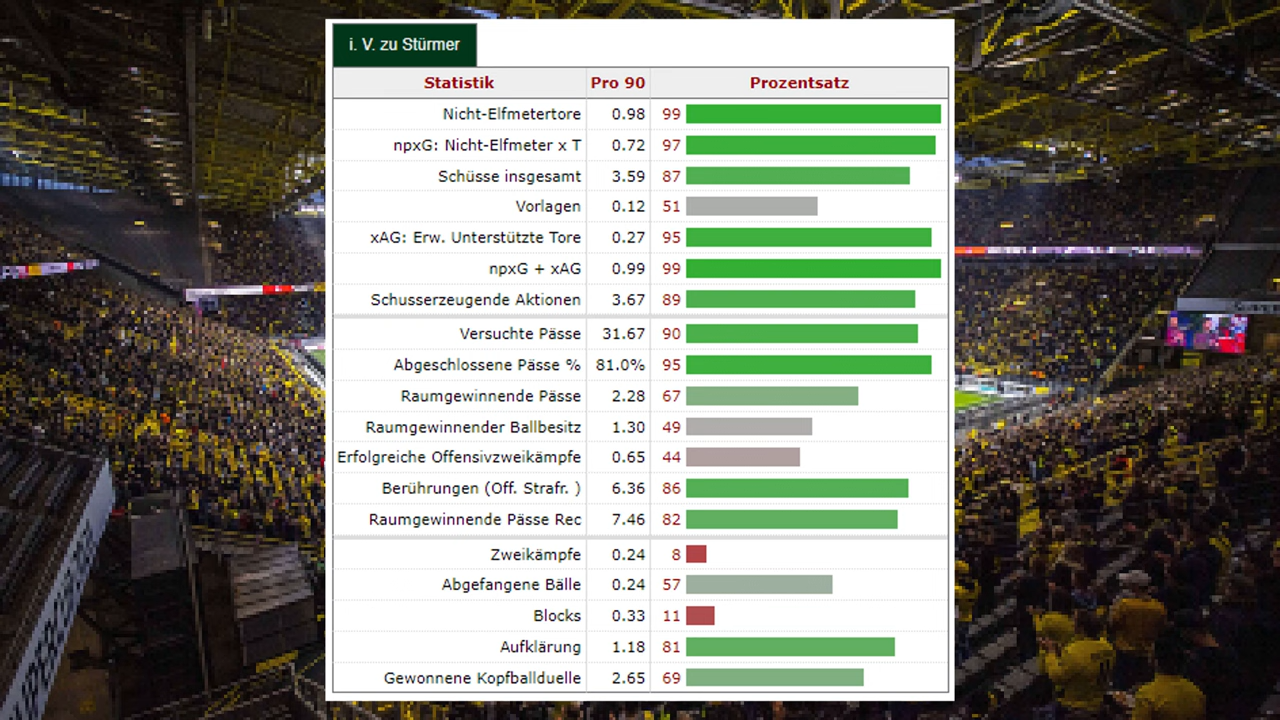 i. V. zu Stürmer
Statistik Pro 90 Prozentsatz
Nicht-Elfmetertore 0.98 99
npxG: Nicht-Elfmeter x T 0.72 97
Schüsse insgesamt 3.59 87
Vorlagen 0.12 51
xAG: Erw. Unterstützte Tore 0.27 95
npxG + xAG 0.99 99
Schusserzeugende Aktionen 3.67 89
Versuchte Pässe 31.67 90
Abgeschlossene Pässe % 81.0% 95
Raumgewinnende Pässe 2.28 67
Raumgewinnender Ballbesitz 1.30 49
Erfolgreiche Offensivzweikämpfe 0.65 44
Berührungen (Off. Strafr. ) 6.36 86
Raumgewinnende Pässe Rec 7.46 82
Zweikämpfe 0.24 8
Abgefangene Bälle 0.24 57
Blocks 0.33 11
Aufklärung 1.18 81
Gewonnene Kopfballduelle 2.65 69